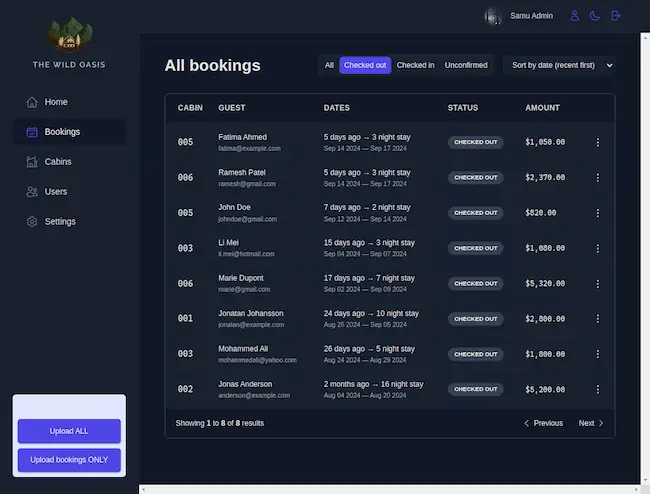 Samu Admin
THE WILD OASIS
Home
Bookings
Cabins
Users
Settings
Upload ALL
Upload bookings ONLY
All bookings
All Checked out Checked in Unconfirmed
Sort by date (recent first)
CABIN GUEST DATES STATUS AMOUNT
005 Fatima Ahmed 5 days ago → 3 night stay CHECKED OUT $1,050.00
fatima@example.com Sep 14 2024 — Sep 17 2024
006 Ramesh Patel 5 days ago → 3 night stay CHECKED OUT $2,370.00
ramesh@gmail.com Sep 14 2024 — Sep 17 2024
005 John Doe 7 days ago → 2 night stay CHECKED OUT $820.00
johndoe@gmail.com Sep 12 2024 — Sep 14 2024
003 Li Mei 15 days ago → 3 night stay CHECKED OUT $1,080.00
li.mei@hotmail.com Sep 04 2024 — Sep 07 2024
006 Marie Dupont 17 days ago → 7 night stay CHECKED OUT $5,320.00
marie@gmail.com Sep 02 2024 — Sep 09 2024
001 Jonatan Johansson 24 days ago → 10 night stay CHECKED OUT $2,800.00
jonatan@example.com Aug 26 2024 — Sep 05 2024
003 Mohammed Ali 26 days ago → 5 night stay CHECKED OUT $1,800.00
mohammedali@yahoo.com Aug 24 2024 — Aug 29 2024
002 Jonas Anderson 2 months ago → 16 night stay CHECKED OUT $5,200.00
anderson@example.com Aug 04 2024 — Aug 20 2024
Showing 1 to 8 of 8 results
Previous Next